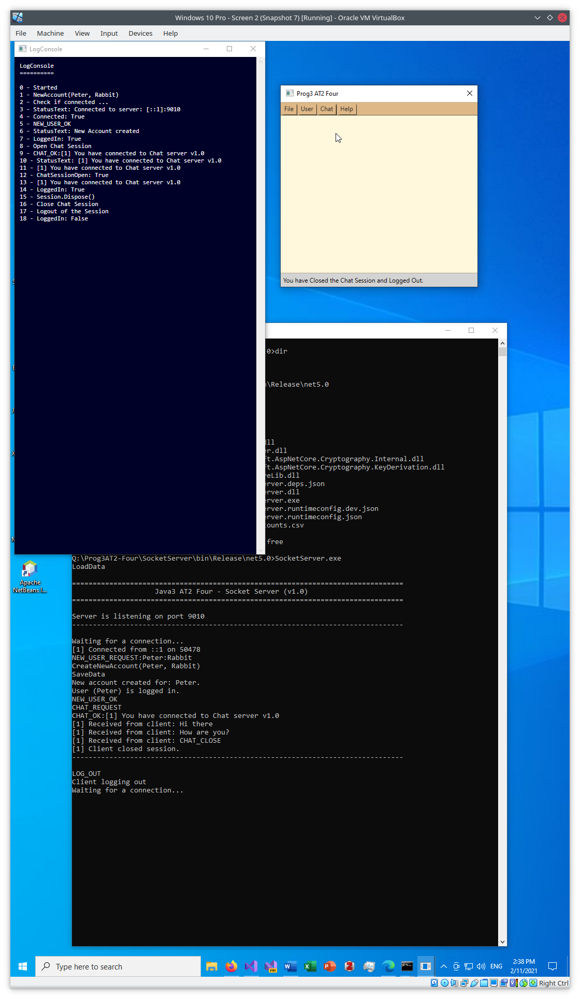 Windows 10 Pro - Screen 2 (Snapshot 7) [Running] - Oracle VM VirtualBox
File Machine View Input Devices Help
LogConsole
LogConsole
==========
0 - Started
1 - NewAccount(Peter, Rabbit)
2 - Check if connected ...
3 - StatusText: Connected to server: [::1]:9010
4 - Connected: True
5 - NEW_USER_OK
6 - StatusText: New Account created
7 - LoggedIn: True
8 - Open Chat Session
9 - CHAT_OK:[1] You have connected to Chat server v1.0
10 - StatusText: [1] You have connected to Chat server v1.0
11 - [1] You have connected to Chat server v1.0
12 - ChatSessionOpen: True
13 - [1] You have connected to Chat server v1.0
14 - LoggedIn: True
15 - Session.Dispose()
16 - Close Chat Session
17 - Logout of the Session
18 - LoggedIn: False
Prog3 AT2 Four
File User Chat Help
You have Closed the Chat Session and Logged Out.
0>dir
\Release\net5.0
dll
er.dll
ft.AspNetCore.Cryptography.Internal.dll
ft.AspNetCore.Cryptography.KeyDerivation.dll
reLib.dll
erver.deps.json
erver.dll
erver.exe
erver.runtimeconfig.dev.json
erver.runtimeconfig.json
counts.csv
free
Q:\Prog3AT2-Four\SocketServer\bin\Release\net5.0>SocketServer.exe
LoadData
================================================================================
Java3 AT2 Four - Socket Server (v1.0)
================================================================================
Server is listening on port 9010
--------------------------------------------------------------------------------
Waiting for a connection...
[1] Connected from ::1 on 50478
NEW_USER_REQUEST:Peter:Rabbit
CreateNewAccount(Peter, Rabbit)
SaveData
New account created for: Peter.
User (Peter) is logged in.
NEW_USER_OK
CHAT_REQUEST
CHAT_OK:[1] You have connected to Chat server v1.0
[1] Received from client: Hi there
[1] Received from client: How are you?
[1] Received from client: CHAT_CLOSE
[1] Client closed session.
--------------------------------------------------------------------------------
LOG_OUT
Client logging out
Waiting for a connection...
Apache
NetBeans I...
Type here to search
PRE
ENG
2:38 PM
2/11/2021
Right Ctrl